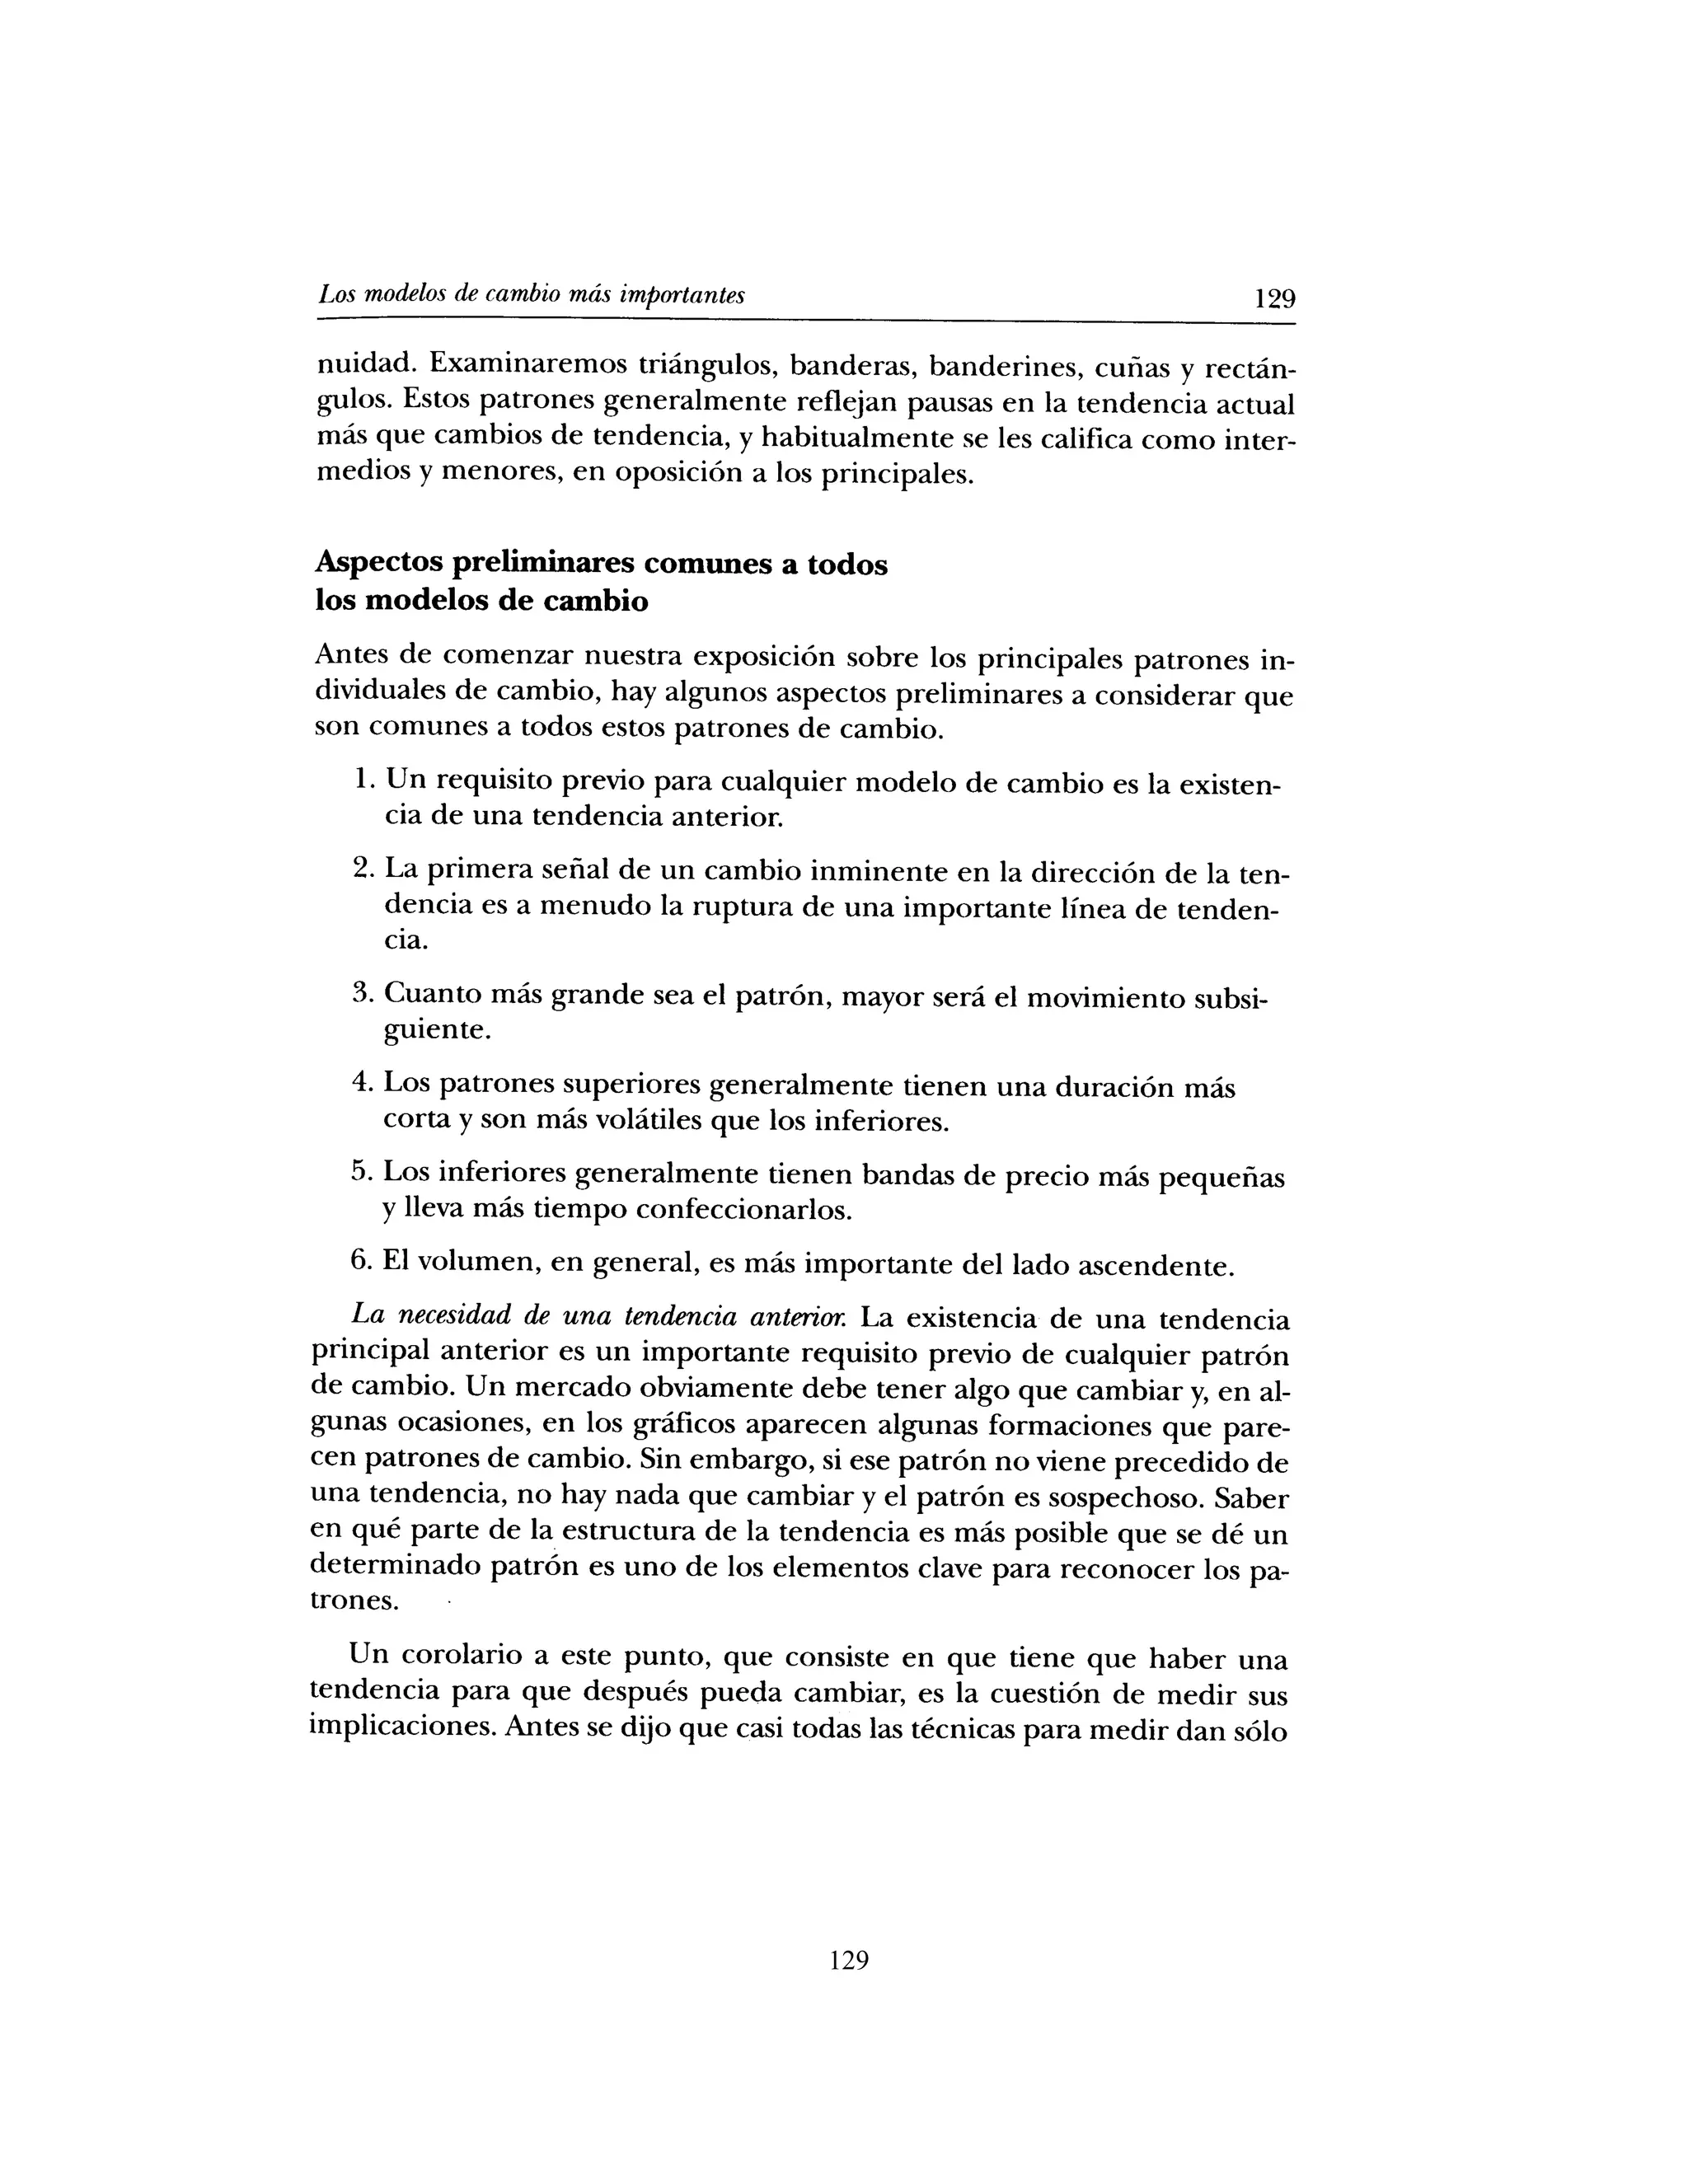 Los modelos de cambio más importantes 129
nuidad. Examinaremos triángulos, banderas, banderines, cuñas y rectán-
gulos. Estos patrones generalmente reflejan pausas en la tendencia actual
más que cambios de tendencia, y habitualmente se les califica como inter-
medios y menores, en oposición a los principales.
Aspectos preliminares comunes a todos
los modelos de cambio
Antes de comenzar nuestra exposición sobre los principales patrones in-
dividuales de cambio, hay algunos aspectos preliminares a considerar que
son comunes a todos estos patrones de cambio.
1. Un requisito previo para cualquier modelo de cambio es la existen-
cia de una tendencia anterior.
2. La primera señal de un cambio inminente en la dirección de la ten-
dencia es a menudo la ruptura de una importante línea de tenden-
cia.
3. Cuanto más grande sea el patrón, mayor será el movimiento subsi-
guiente.
4. Los patrones superiores generalmente tienen una duración más
corta y son más volátiles que los inferiores.
5. Los inferiores generalmente tienen bandas de precio más pequeñas
y lleva más tiempo confeccionarlos.
6. El volumen, en general, es más importante del lado ascendente.
La necesidad de una tendencia anterior. La existencia de una tendencia
principal anterior es un importante requisito previo de cualquier patrón
de cambio. Un mercado obviamente debe tener algo que cambiar y, en al-
gunas ocasiones, en los gráficos aparecen algunas formaciones que pare-
cen patrones de cambio. Sin embargo, si ese patrón no viene precedido de
una tendencia, no hay nada que cambiar y el patrón es sospechoso. Saber
en qué parte de la estructura de la tendencia es más posible que se dé un
determinado patrón es uno de los elementos clave para reconocer los pa-
trones.
Un corolario a este punto, que consiste en que tiene que haber una
tendencia para que después pueda cambiar, es la cuestión de medir sus
implicaciones. Antes se dijo que casi todas las técnicas para medir dan sólo
129